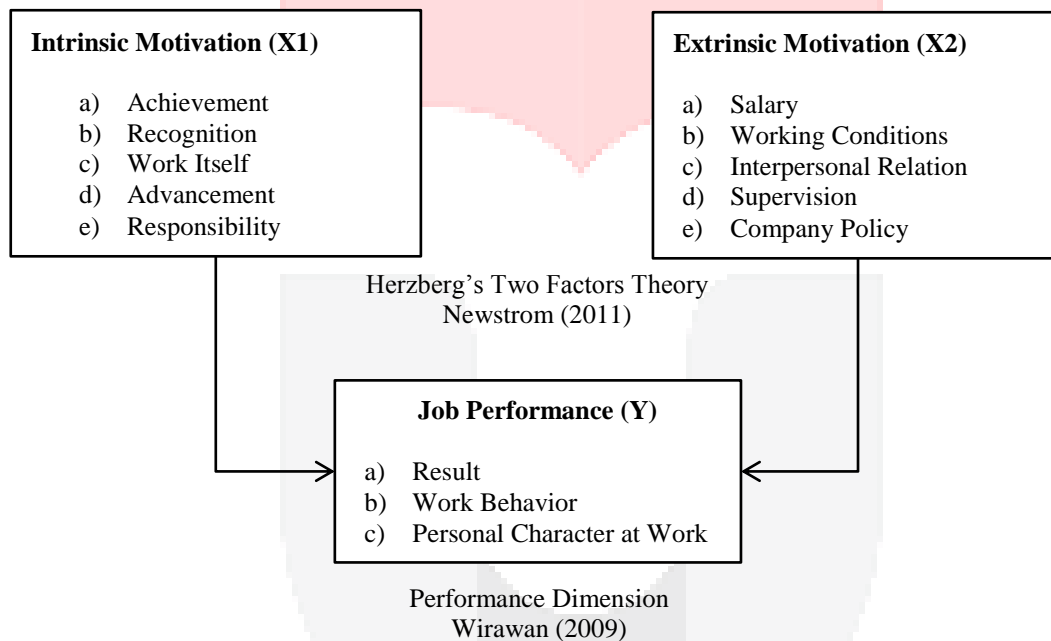 Intrinsic Motivation (X1)
a) Achievement
b) Recognition
c) Work Itself
d) Advancement
e) Responsibility
Extrinsic Motivation (X2)
a) Salary
b) Working Conditions
c) Interpersonal Relation
d) Supervision
e) Company Policy
Herzberg’s Two Factors Theory
Newstrom (2011)
Job Performance (Y)
a) Result
b) Work Behavior
c) Personal Character at Work
Performance Dimension
Wirawan (2009)